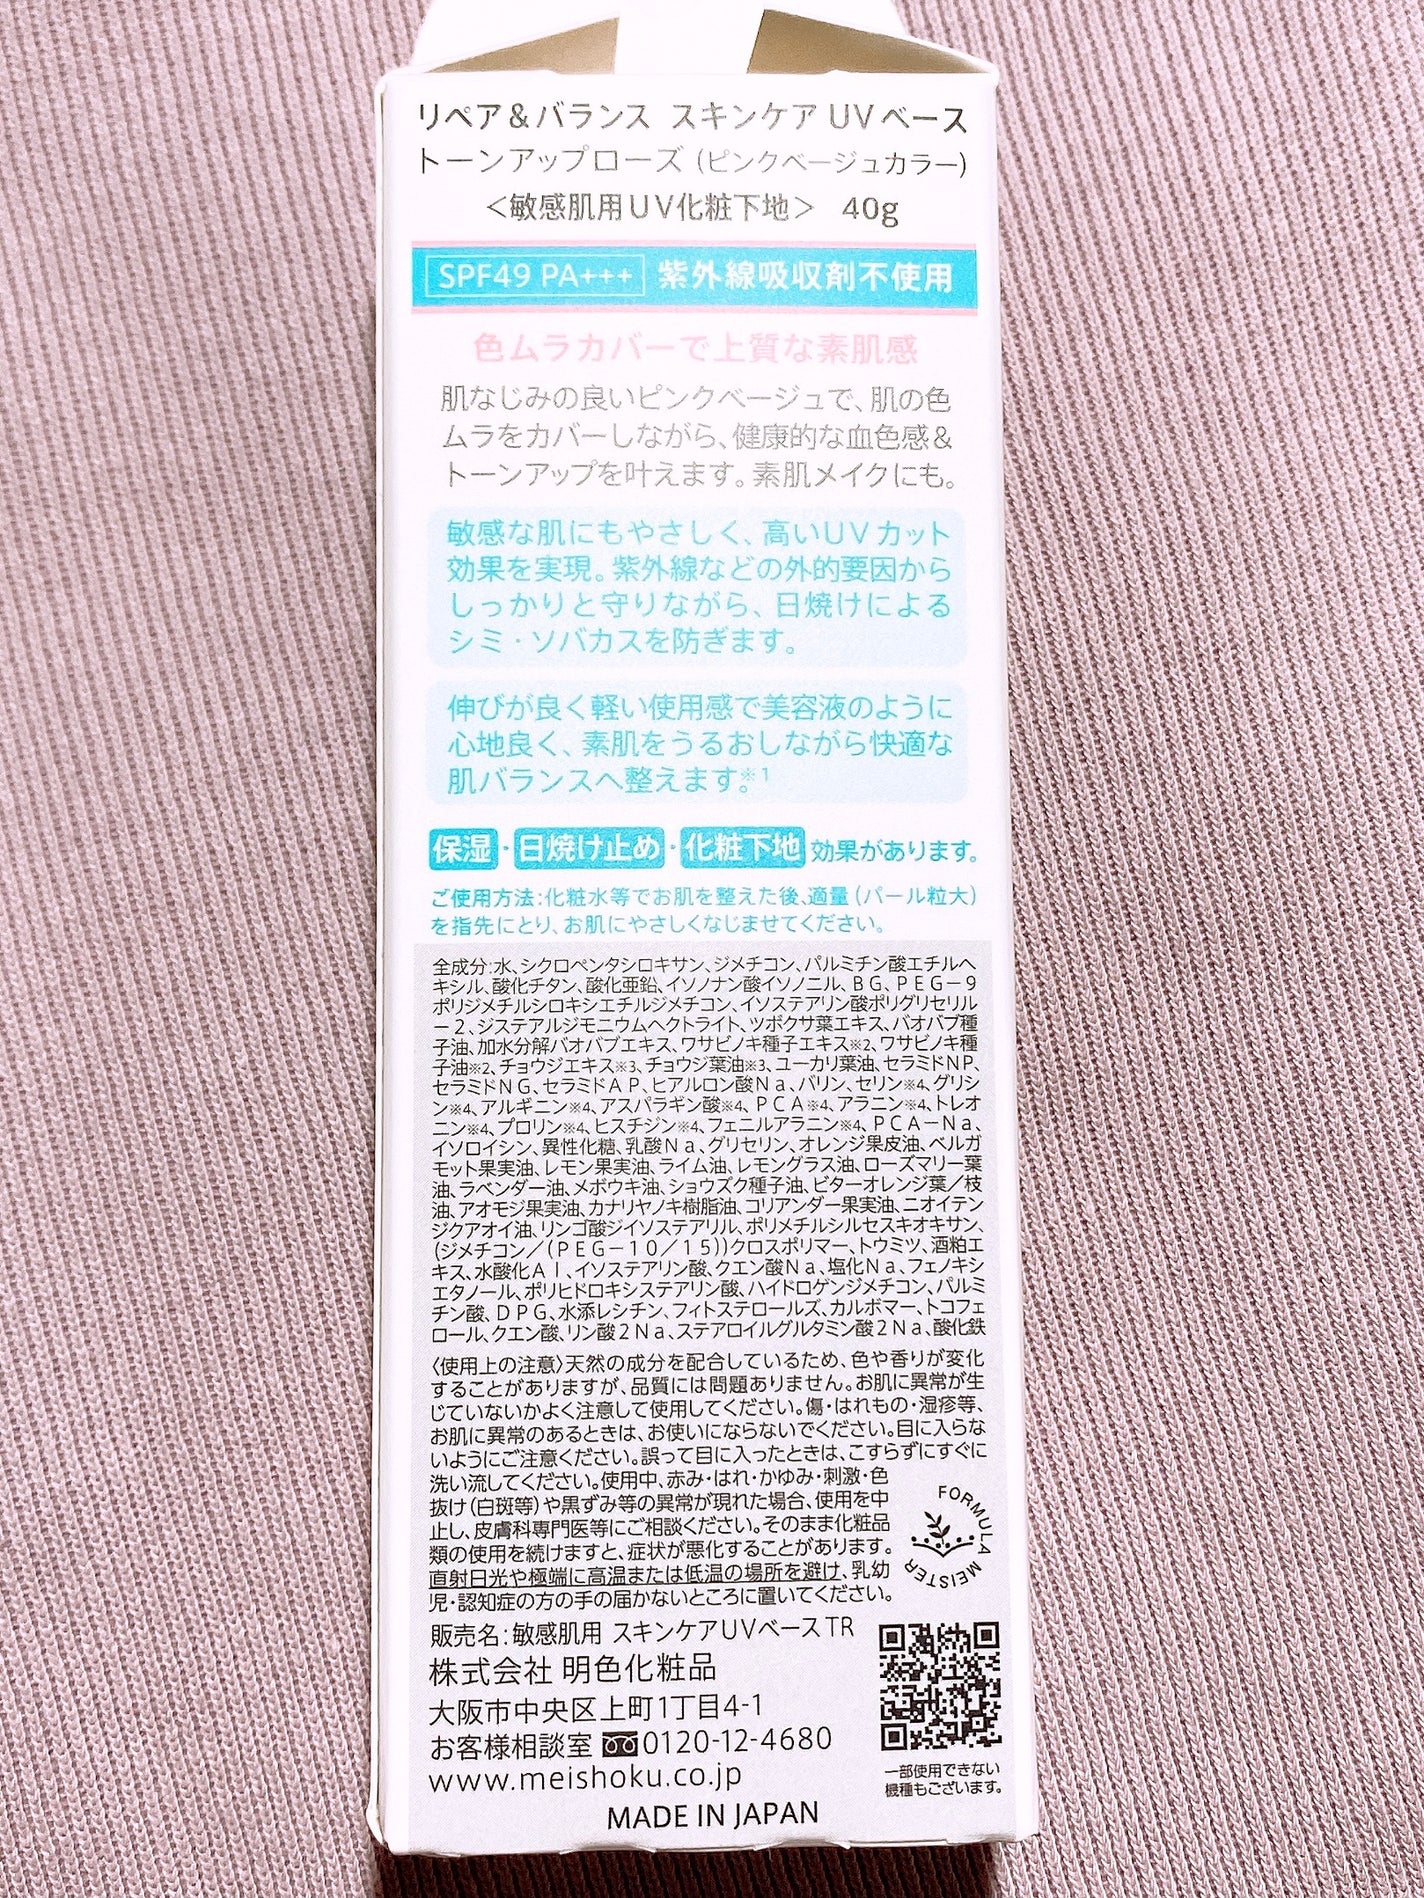 リペア＆バランス スキンケア UVベース
トーンアップローズ（ピンクベージュカラー）
＜敏感肌用UV化粧下地＞ 40g
SPF49 PA+++ 紫外線吸収剤不使用
色ムラカバーで上質な素肌感
肌なじみの良いピンクベージュで、肌の色
ムラをカバーしながら、健康的な血色感＆
トーンアップを叶えます。素肌メイクにも。
敏感な肌にもやさしく、高いUVカット
効果を実現。紫外線などの外的要因から
しっかりと守りながら、日焼けによる
シミ・ソバカスを防ぎます。
伸びが良く軽い使用感で美容液のように
心地良く、素肌をうるおしながら快適な
肌バランスへ整えます。※1
保湿・日焼け止め・化粧下地 効果があります。
ご使用方法：化粧水等でお肌を整えた後、適量（パール粒大）
を指先にとり、お肌にやさしくなじませてください。
全成分：水、シクロペンタシロキサン、ジメチコン、パルミチン酸エチルヘ
キシル、酸化チタン、酸化亜鉛、イソノナン酸イソノニル、BG、PEG－9
ポリジメチルシロキシエチルジメチコン、イソステアリン酸ポリグリセリル
－2、ジステアルジモニウムヘクトライト、ツボクサ葉エキス、バオバブ種
子油、加水分解バオバブエキス、ワサビノキ種子エキス※2、ワサビノキ種
子油※2、チョウジエキス※3、チョウジ葉油※3、ユーカリ葉油、セラミドNP、
セラミドNG、セラミドAP、ヒアルロン酸Na、バリン、セリン※4、グリシ
ン※4、アルギニン※4、アスパラギン酸※4、PCA※4、アラニン※4、トレオ
ニン※4、プロリン※4、ヒスチジン※4、フェニルアラニン※4、PCA－Na、
イソロイシン、異性化糖、乳酸Na、グリセリン、オレンジ果皮油、ベルガ
モット果実油、レモン果実油、ライム油、レモングラス油、ローズマリー葉
油、ラベンダー油、メボウキ油、ショウズク種子油、ビターオレンジ葉／枝
油、アオモジ果実油、カナリヤノキ樹脂油、コリアンダー果実油、ニオイテン
ジクアオイ油、リンゴ酸ジイソステアリル、ポリメチルシルセスキオキサン、
（ジメチコン／（PEG－10／15））クロスポリマー、トウミツ、酒粕エ
キス、水酸化Al、イソステアリン酸、クエン酸Na、塩化Na、フェノキシ
エタノール、ポリヒドロキシステアリン酸、ハイドロゲンジメチコン、パルミ
チン酸、DPG、水添レシチン、フィトステロールズ、カルボマー、トコフェ
ロール、クエン酸、リン酸2Na、ステアロイルグルタミン酸2Na、酸化鉄
〈使用上の注意〉天然の成分を配合しているため、色や香りが変化
することがありますが、品質には問題ありません。お肌に異常が生
じていないかよく注意して使用してください。傷・はれもの・湿疹等、
お肌に異常のあるときは、お使いにならないでください。目に入らな
いようにご注意ください。誤って目に入ったときは、こすらずにすぐに
洗い流してください。使用中、赤み・はれ・かゆみ・刺激・色
抜け（白斑等）や黒ずみ等の異常が現れた場合、使用を中
止し、皮膚科専門医等にご相談ください。そのまま化粧品
類の使用を続けますと、症状が悪化することがあります。
直射日光や極端に高温または低温の場所を避け、乳幼
児・認知症の方の手の届かないところに置いてください。
FORMULA MEISTER
販売名：敏感肌用 スキンケアUVベースTR
株式会社 明色化粧品
大阪市中央区上町1丁目4-1
お客様相談室 0120-12-4680
www.meishoku.co.jp
一部使用できない
機種もございます。
MADE IN JAPAN